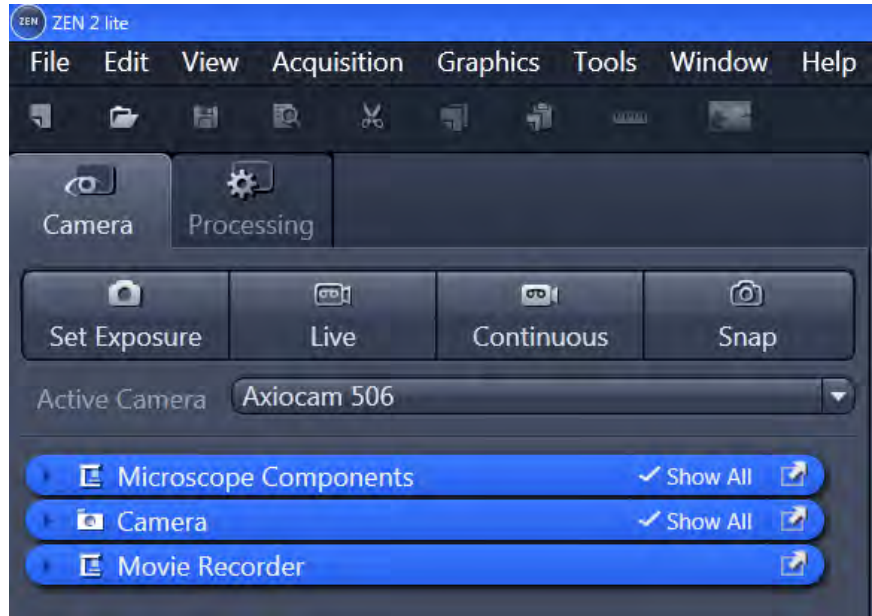 ZEN ZEN 2 lite
File Edit View Acquisition Graphics Tools Window Help
Camera Processing
Set Exposure Live Continuous Snap
Active Camera Axiocam 506
Microscope Components Show All
Camera Show All
Movie Recorder